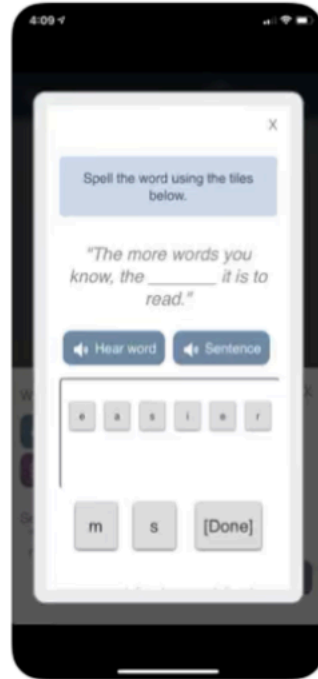 4:09
X
Spell the word using the tiles
below.
"The more words you
know, the ________ it is to
read."
Hear word Sentence
e a s i e r
m s [Done]